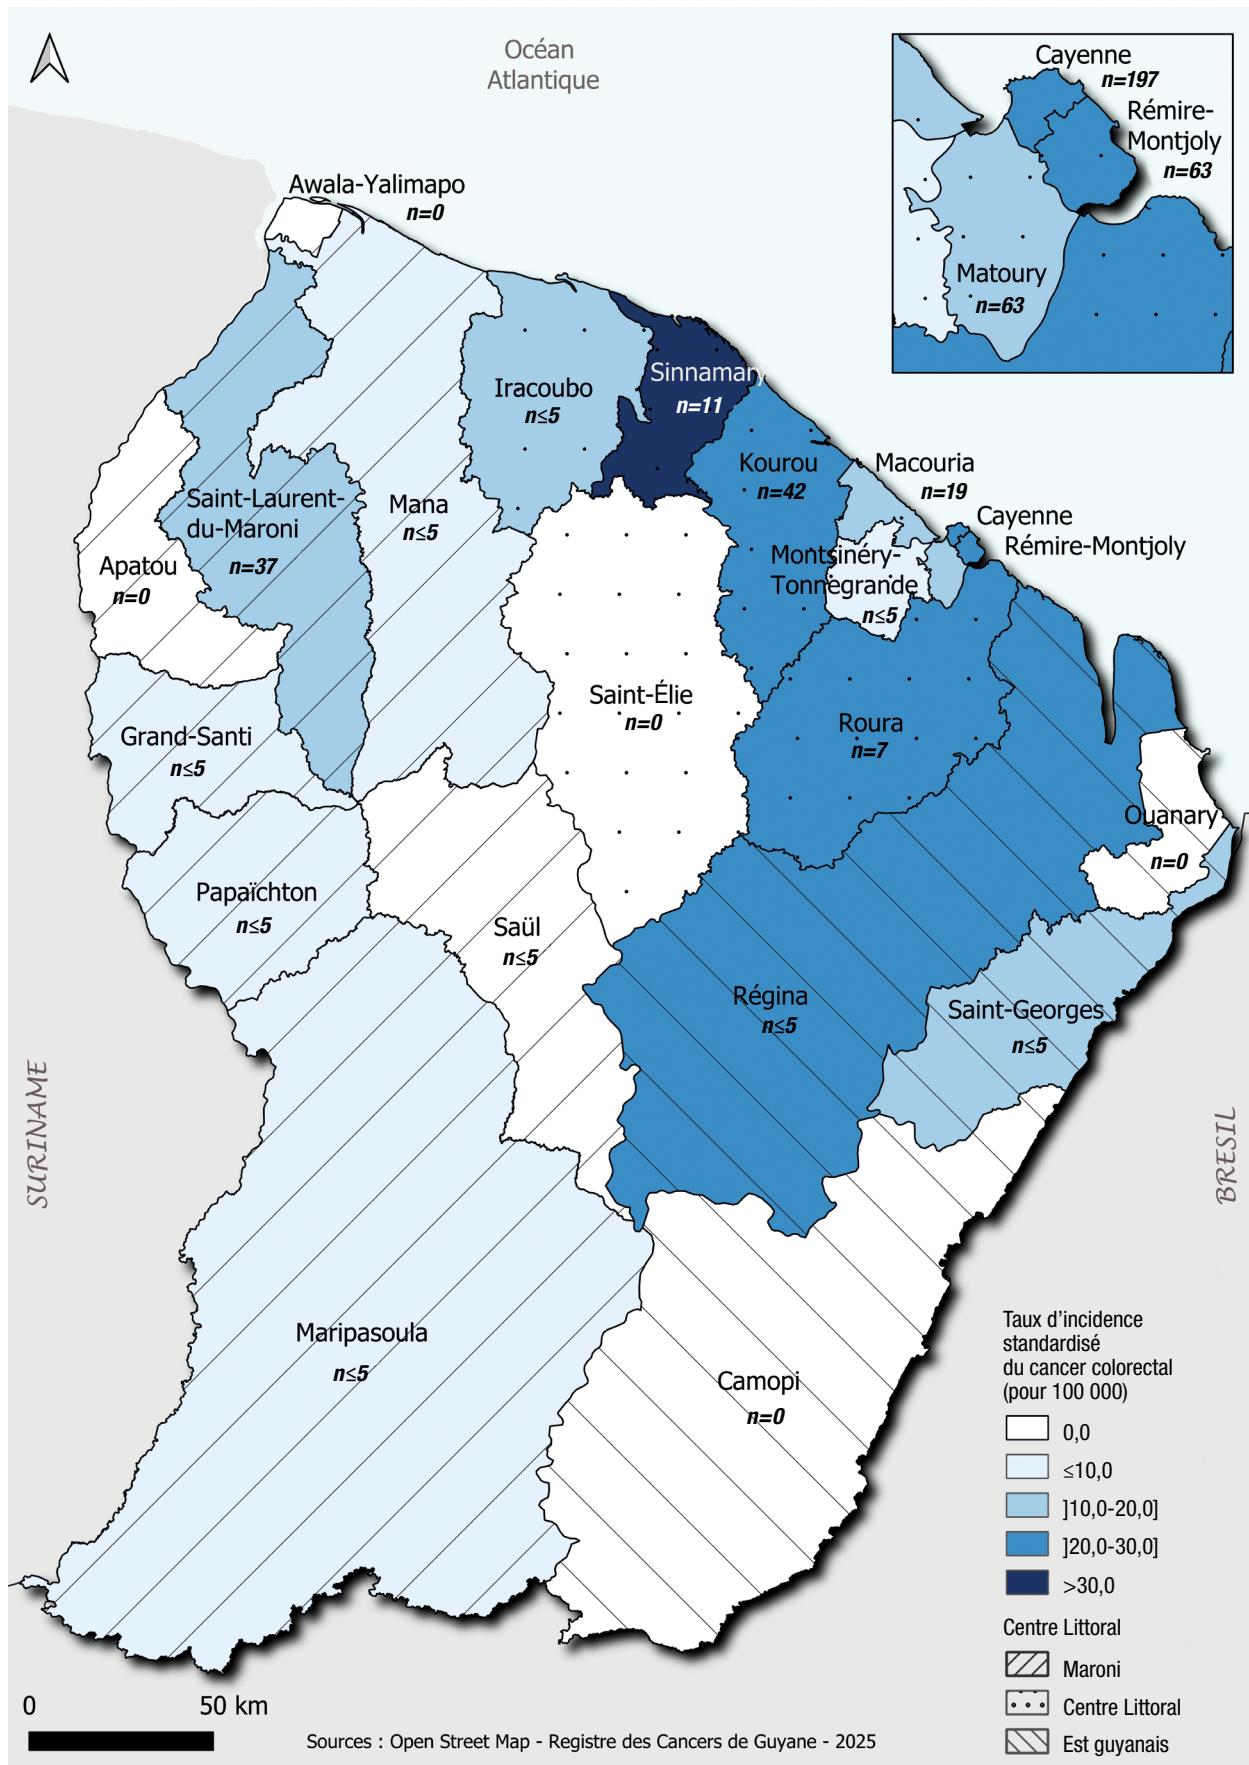 Océan
Atlantique
Cayenne
n=197
Rémire-
Montjoly
n=63
Matoury
n=63
Awala-Yalimapo
n=0
Iracoubo
n≤5
Sinnamary
n=11
Kourou
n=42
Macouria
n=19
Cayenne
Rémire-Montjoly
Montsinéry-
Tonnegrande
n≤5
Saint-Laurent-
du-Maroni
n=37
Mana
n≤5
Apatou
n=0
Saint-Élie
n=0
Grand-Santi
n≤5
Roura
n=7
Ouanary
n=0
Papaïchton
n≤5
Saül
n≤5
Régina
n≤5
Saint-Georges
n≤5
SURINAME
BRESIL
Maripasoula
n≤5
Camopi
n=0
Taux d'incidence
standardisé
du cancer colorectal
(pour 100 000)
0,0
≤10,0
]10,0-20,0]
]20,0-30,0]
>30,0
Centre Littoral
Maroni
Centre Littoral
Est guyanais
0 50 km
Sources : Open Street Map - Registre des Cancers de Guyane - 2025